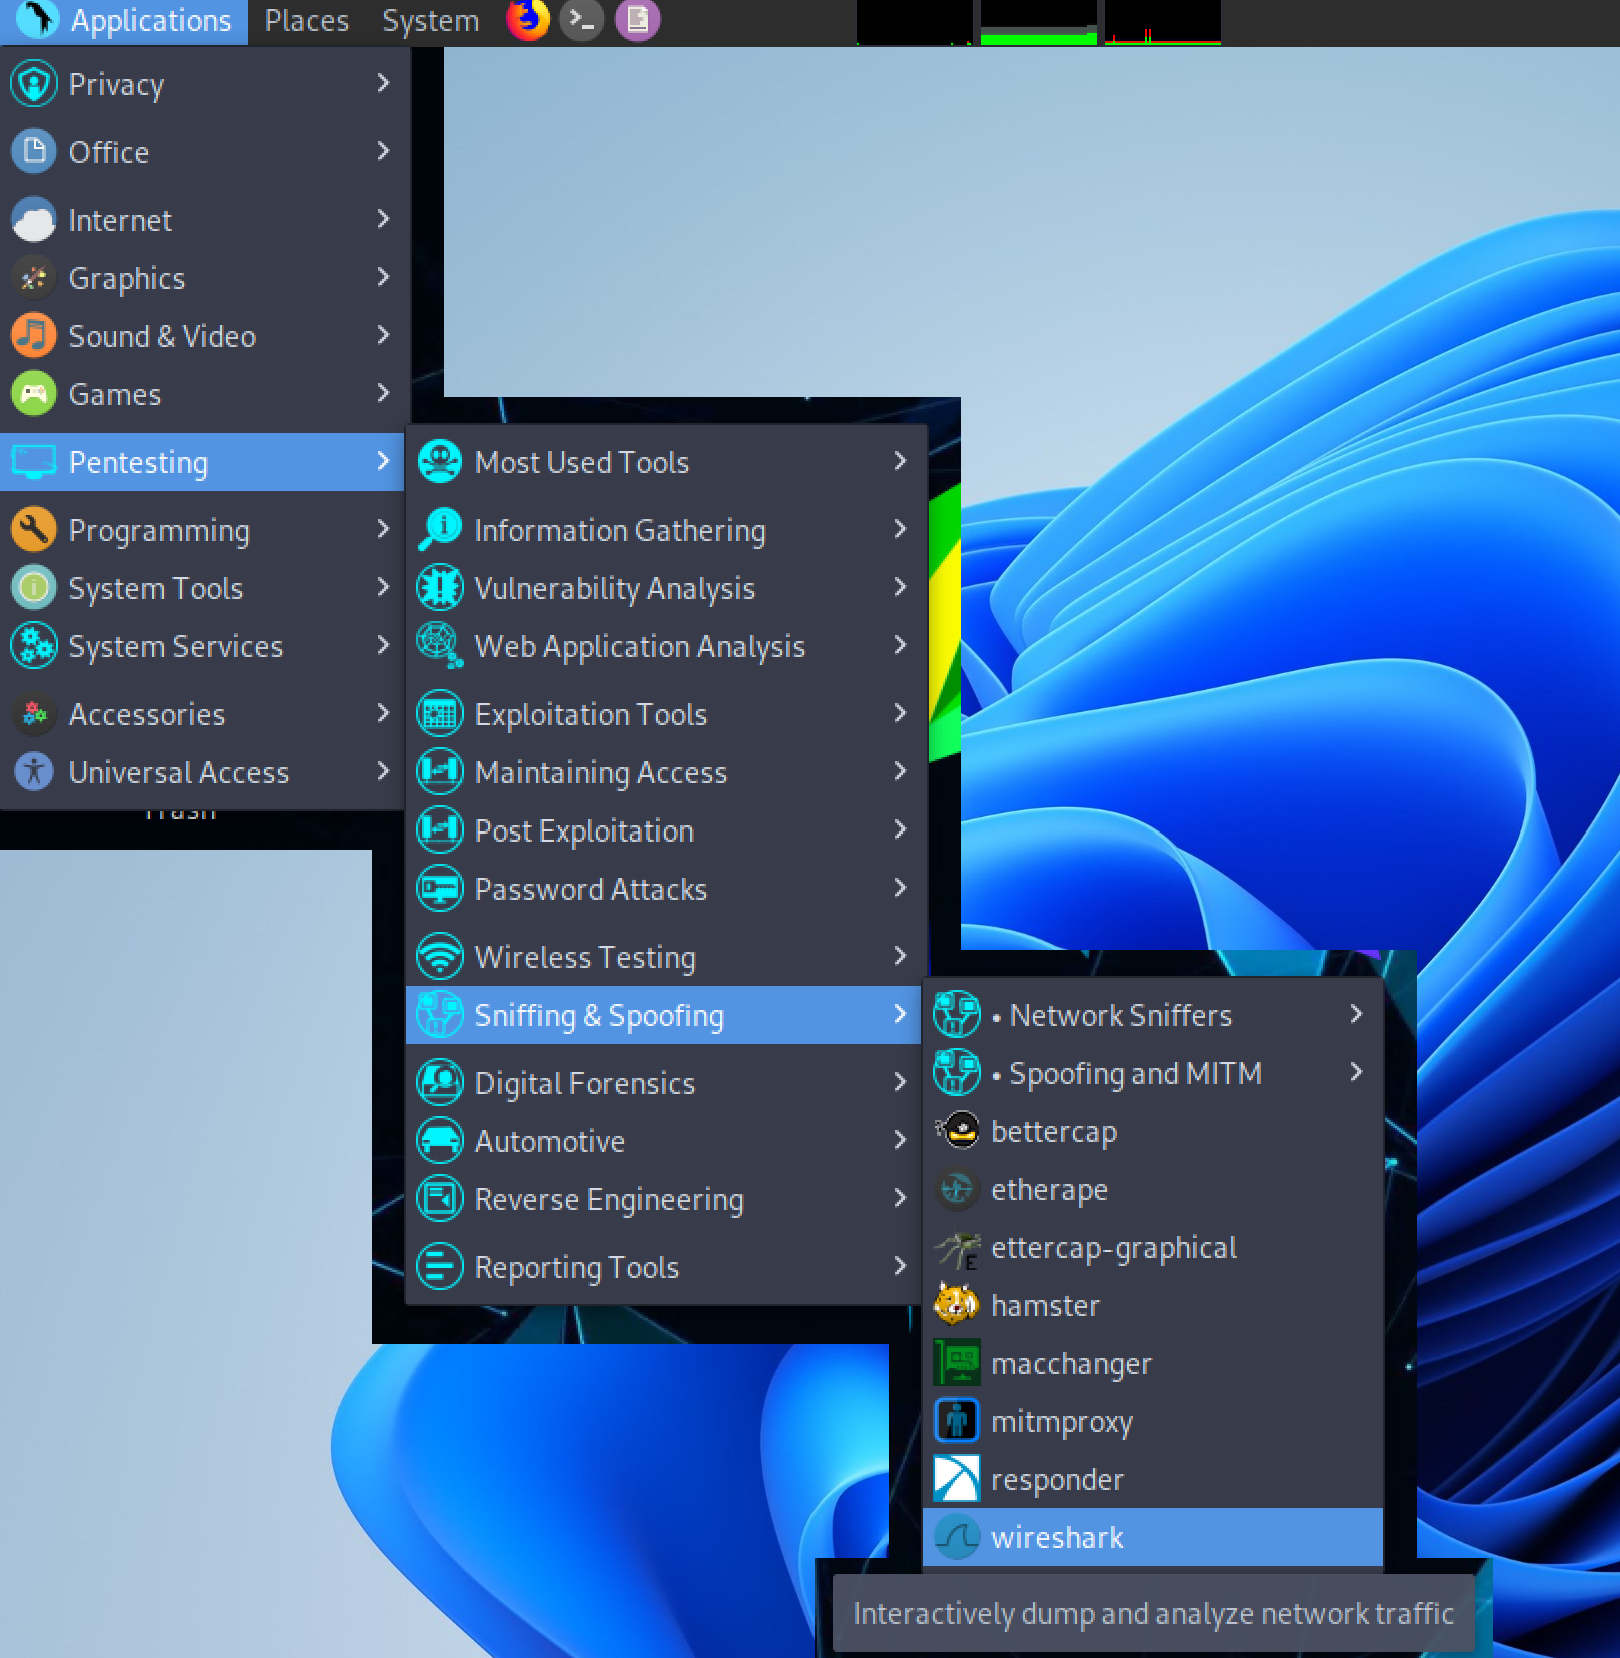 Applications Places System
Privacy
Office
Internet
Graphics
Sound & Video
Games
Pentesting
Programming
System Tools
System Services
Accessories
Universal Access
Trash
Most Used Tools
Information Gathering
Vulnerability Analysis
Web Application Analysis
Exploitation Tools
Maintaining Access
Post Exploitation
Password Attacks
Wireless Testing
Sniffing & Spoofing
Digital Forensics
Automotive
Reverse Engineering
Reporting Tools
• Network Sniffers
• Spoofing and MITM
bettercap
etherape
ettercap-graphical
hamster
macchanger
mitmproxy
responder
wireshark
Interactively dump and analyze network traffic